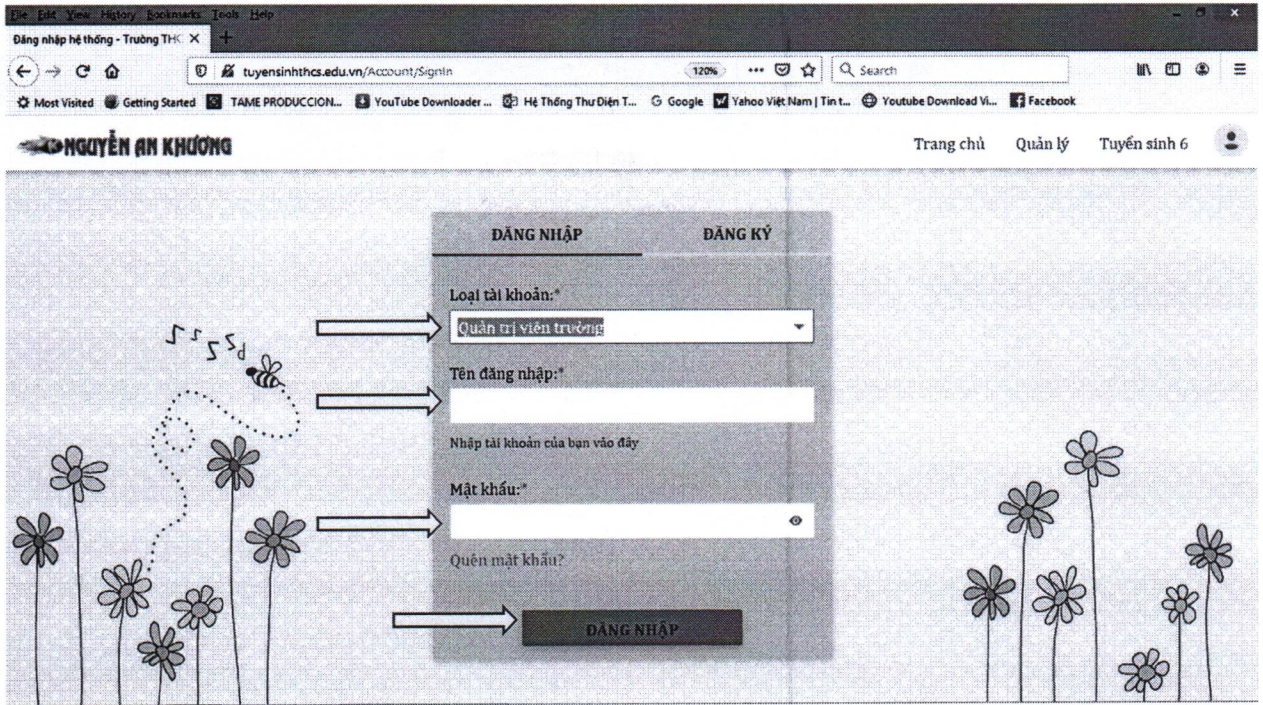 File Edit View History Bookmarks Tools Help
Đăng nhập hệ thống - Trường THC
tuyensinhthcs.edu.vn/Account/SignIn 120% ... Search
Most Visited Getting Started TAME PRODUCCION... YouTube Downloader ... Hệ Thống Thư Điện T... Google Yahoo Việt Nam | Tin t... Youtube Download Vi... Facebook
NGUYỄN AN KHƯƠNG Trang chủ Quản lý Tuyển sinh 6
ĐĂNG NHẬP ĐĂNG KÝ
Loại tài khoản:*
Quản trị viên trường
zzzzz
Tên đăng nhập:*
Nhập tài khoản của bạn vào đây
Mật khẩu:*
Quên mật khẩu?
ĐĂNG NHẬP